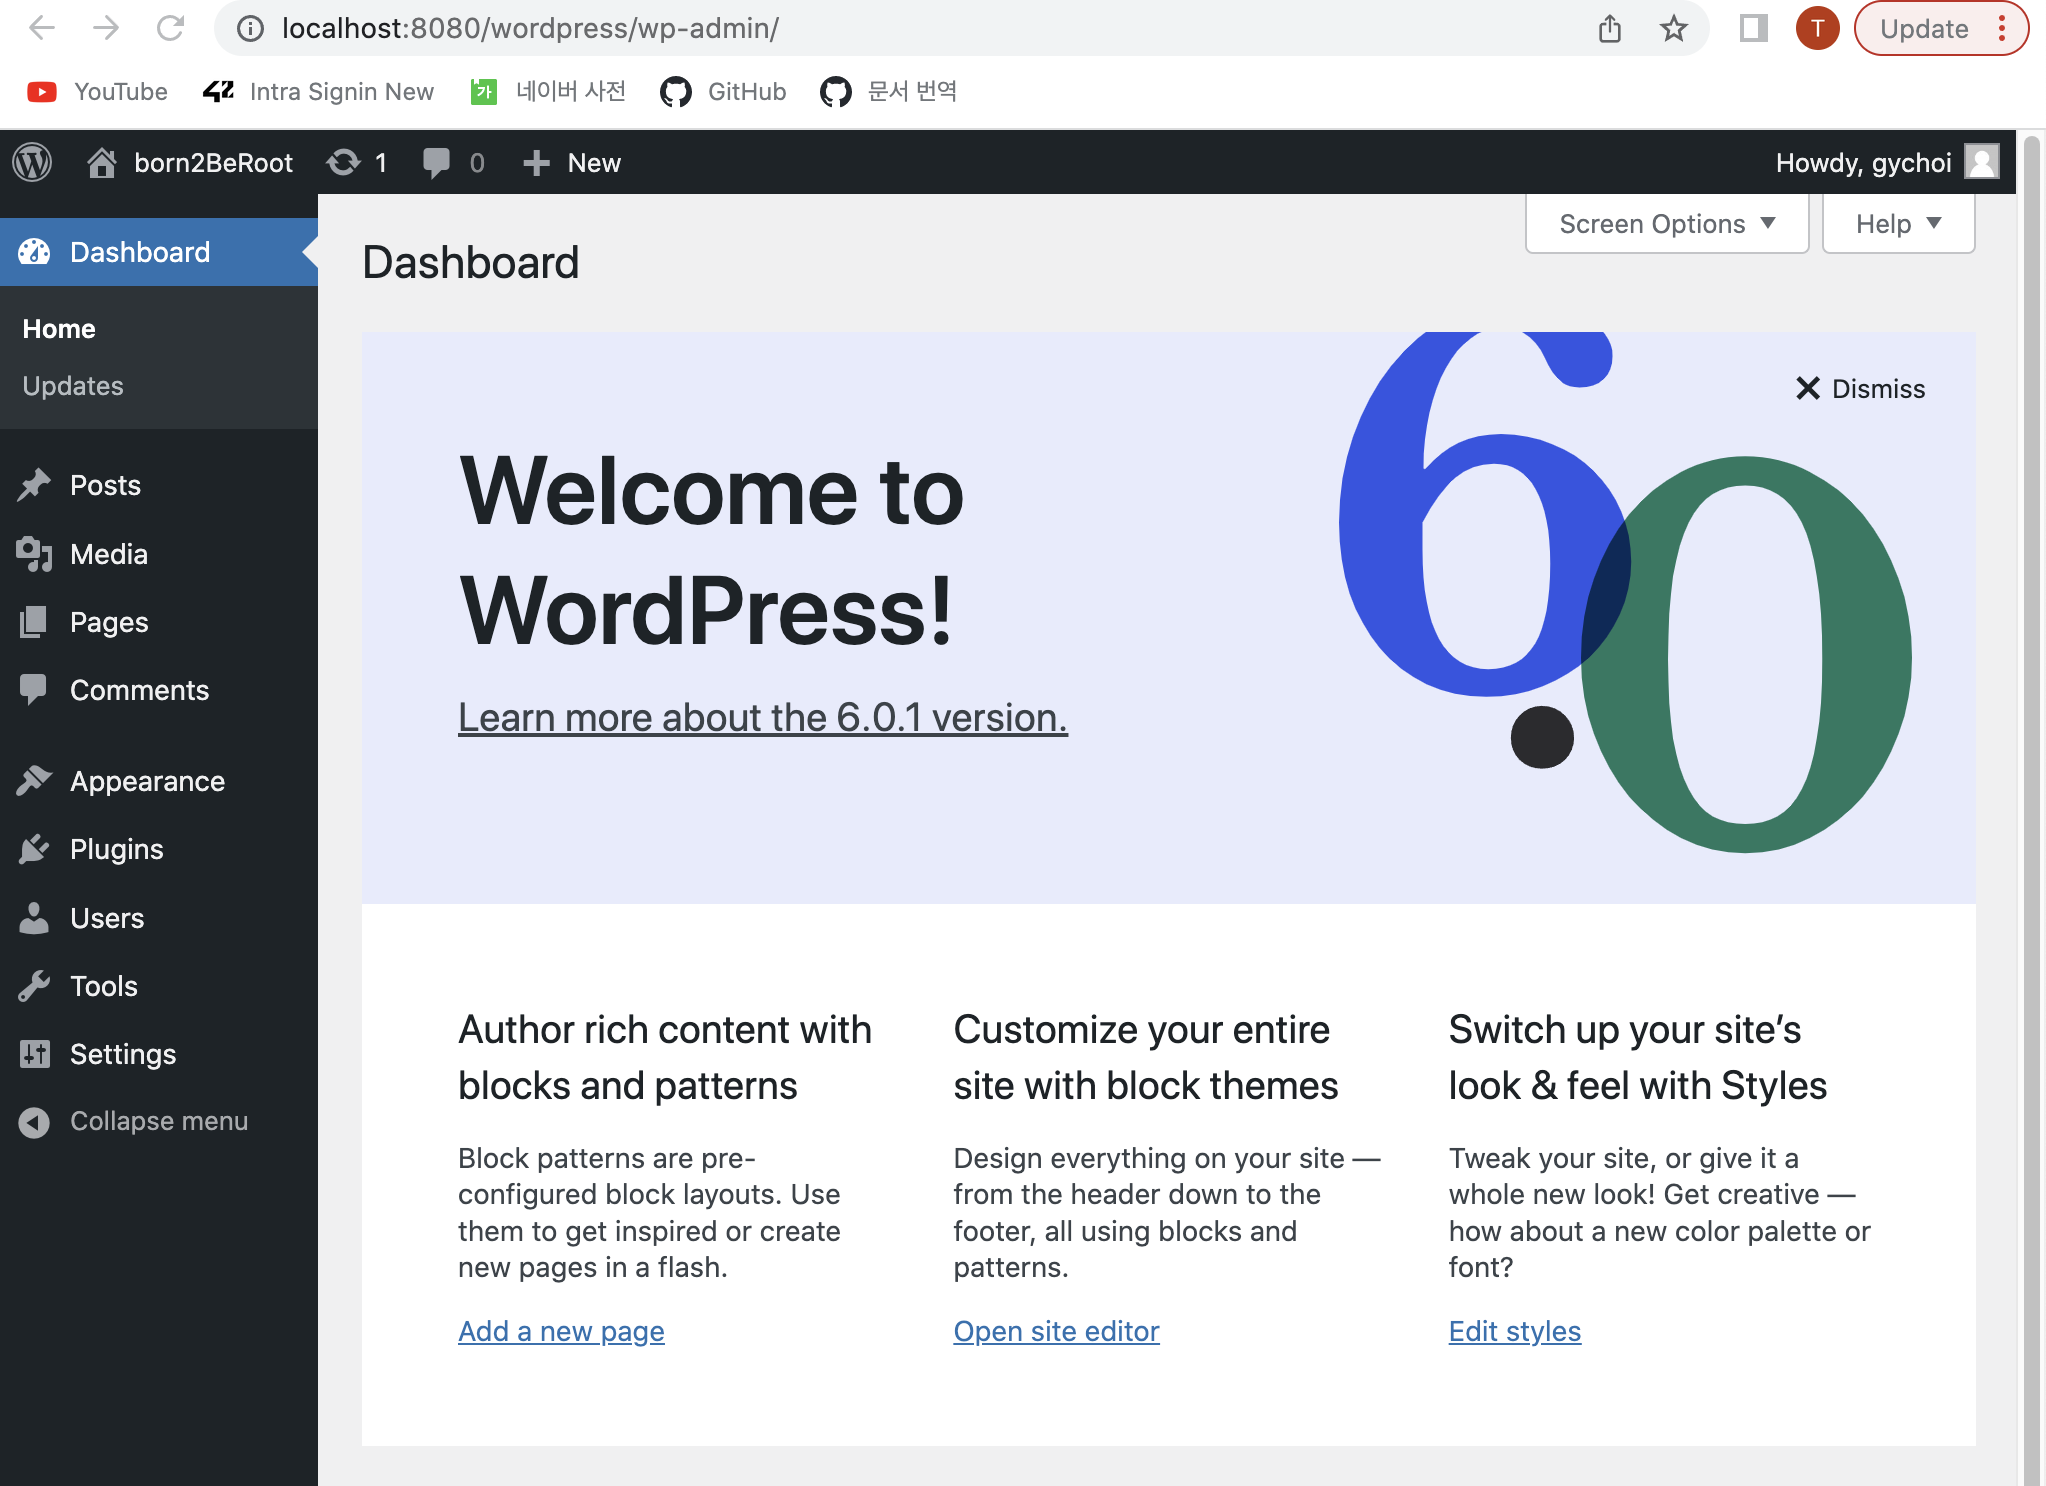 localhost:8080/wordpress/wp-admin/
T
Update
YouTube
42
Intra Signin New
가
네이버 사전
GitHub
문서 번역
born2BeRoot
1
0
New
Howdy, gychoi
Dashboard
Home
Updates
Posts
Media
Pages
Comments
Appearance
Plugins
Users
Tools
Settings
Collapse menu
Screen Options
Help
Dashboard
Dismiss
6.0
Welcome to
WordPress!
Learn more about the 6.0.1 version.
Author rich content with
blocks and patterns
Block patterns are pre-
configured block layouts. Use
them to get inspired or create
new pages in a flash.
Add a new page
Customize your entire
site with block themes
Design everything on your site —
from the header down to the
footer, all using blocks and
patterns.
Open site editor
Switch up your site’s
look & feel with Styles
Tweak your site, or give it a
whole new look! Get creative —
how about a new color palette or
font?
Edit styles